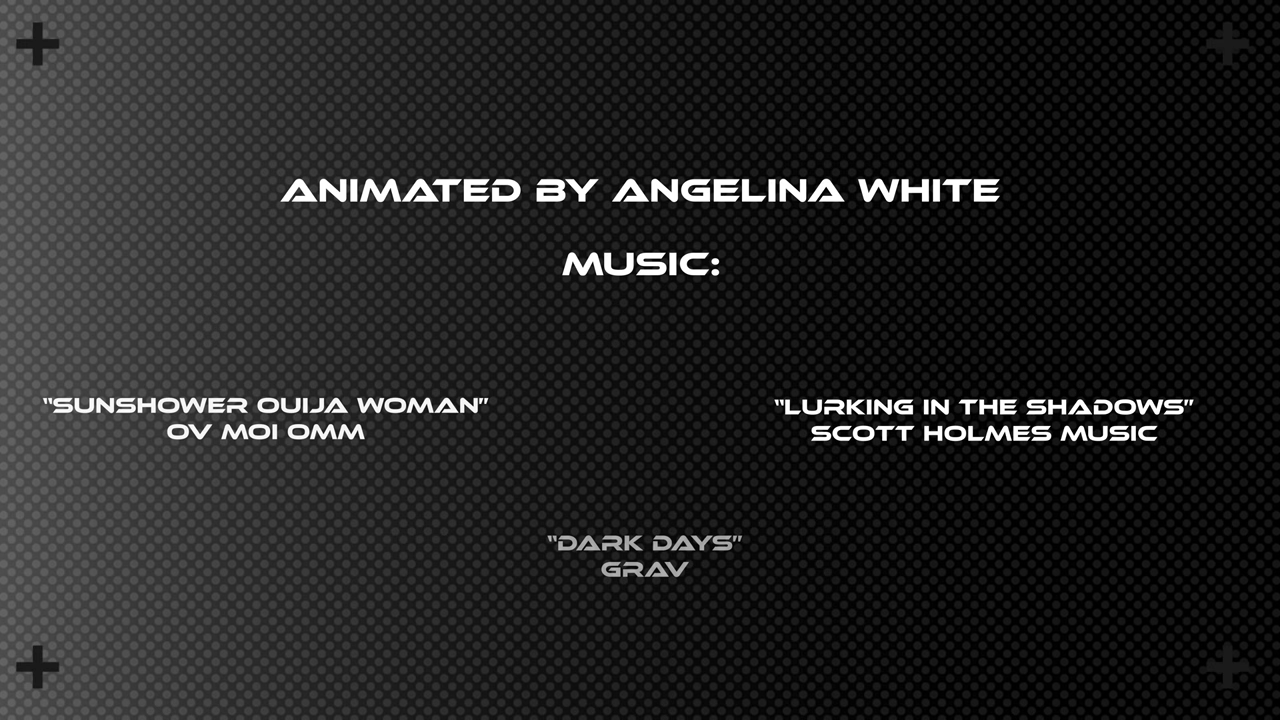 ANIMATED BY ANGELINA WHITE
MUSIC:
"SUNSHOWER OUIJA WOMAN"
OV MOI OMM
"LURKING IN THE SHADOWS"
SCOTT HOLMES MUSIC
"DARK DAYS"
GRAV